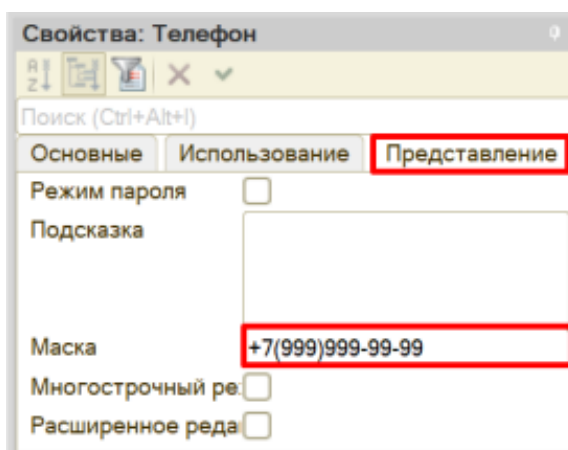 Свойства: Телефон
Поиск (Ctrl+Alt+I)
Основные Использование Представление
Режим пароля
Подсказка
Маска +7(999)999-99-99
Многострочный ре
Расширенное реда